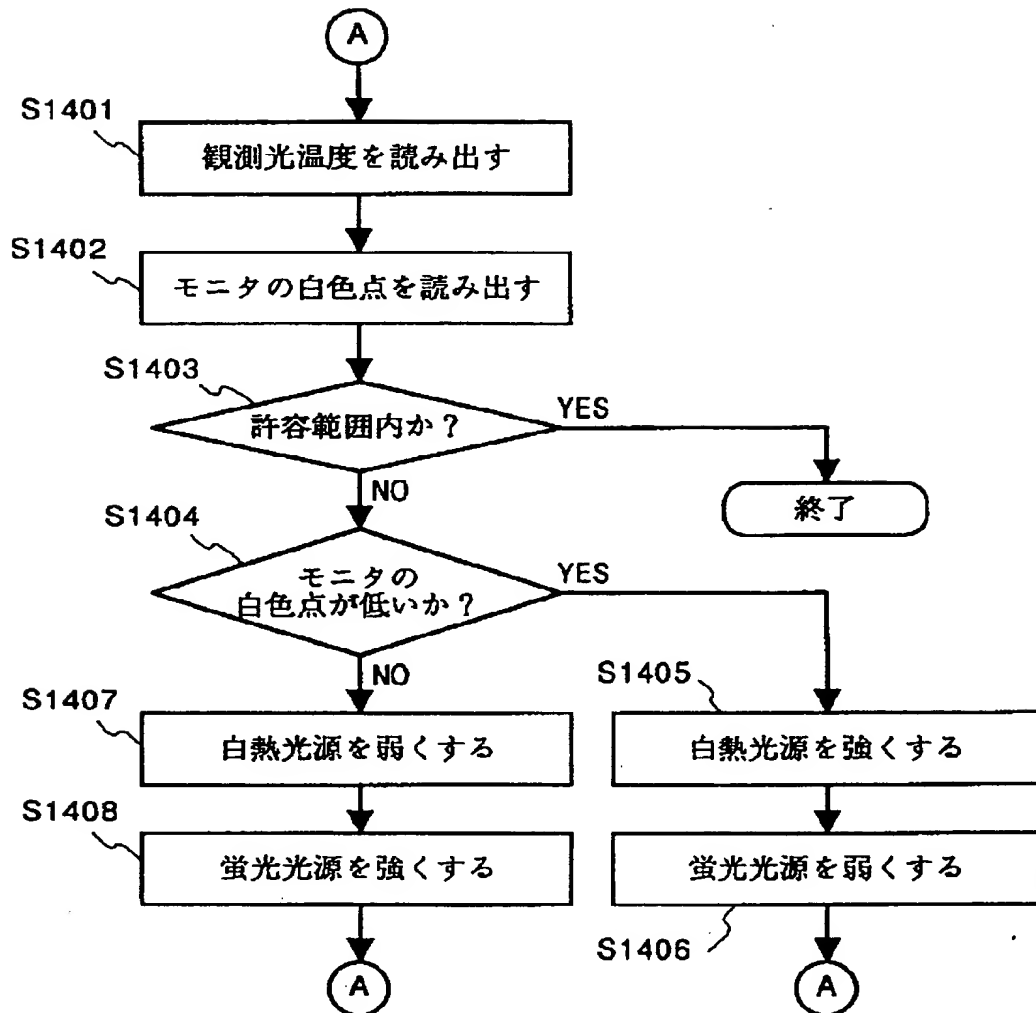 A
S1401
観測光温度を読み出す
S1402
モニタの白色点を読み出す
S1403
許容範囲内か？
YES
NO
終了
S1404
モニタの
白色点が低いか？
YES
NO
S1407
白熱光源を弱くする
S1405
白熱光源を強くする
S1408
蛍光光源を強くする
蛍光光源を弱くする
S1406
A
A